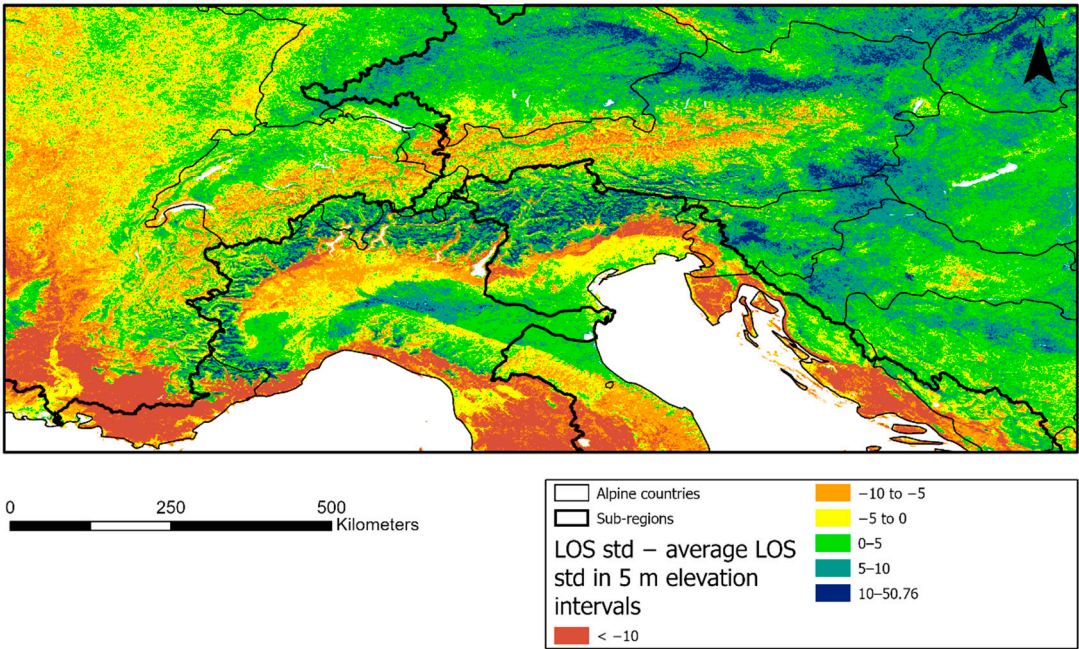 0
250
500
Kilometers
Alpine countries
Sub-regions
LOS std – average LOS
std in 5 m elevation
intervals
< −10
−10 to −5
−5 to 0
0–5
5–10
10–50.76